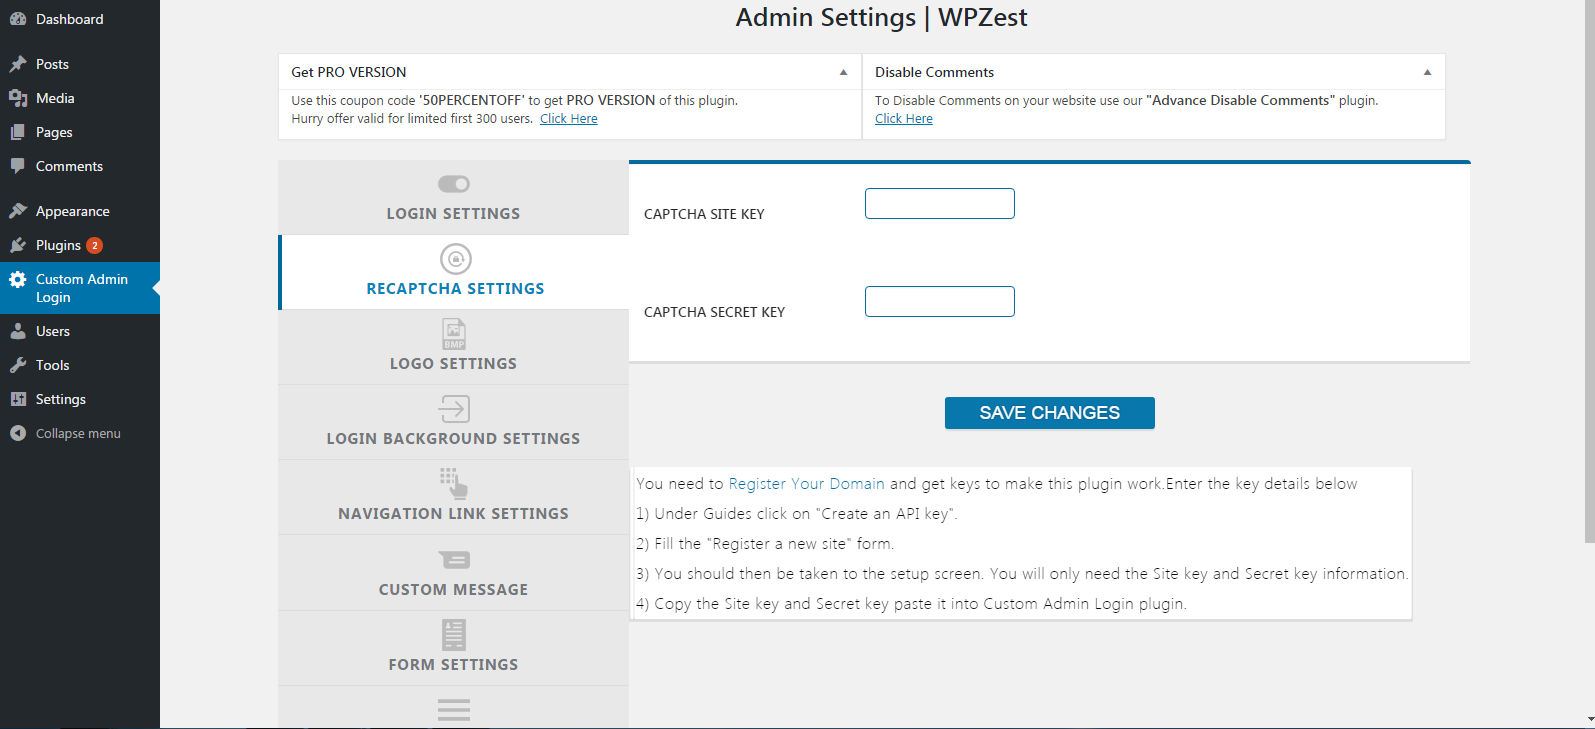 Dashboard
Posts
Media
Pages
Comments
Appearance
Plugins 2
Custom Admin
Login
Users
Tools
Settings
Collapse menu
Admin Settings | WPZest
Get PRO VERSION
Use this coupon code '50PERCENTOFF' to get PRO VERSION of this plugin.
Hurry offer valid for limited first 300 users. Click Here
Disable Comments
To Disable Comments on your website use our "Advance Disable Comments" plugin.
Click Here
LOGIN SETTINGS
RECAPTCHA SETTINGS
BMP
LOGO SETTINGS
LOGIN BACKGROUND SETTINGS
NAVIGATION LINK SETTINGS
CUSTOM MESSAGE
FORM SETTINGS
CAPTCHA SITE KEY
CAPTCHA SECRET KEY
SAVE CHANGES
You need to Register Your Domain and get keys to make this plugin work.Enter the key details below
1) Under Guides click on "Create an API key".
2) Fill the "Register a new site" form.
3) You should then be taken to the setup screen. You will only need the Site key and Secret key information.
4) Copy the Site key and Secret key paste it into Custom Admin Login plugin.